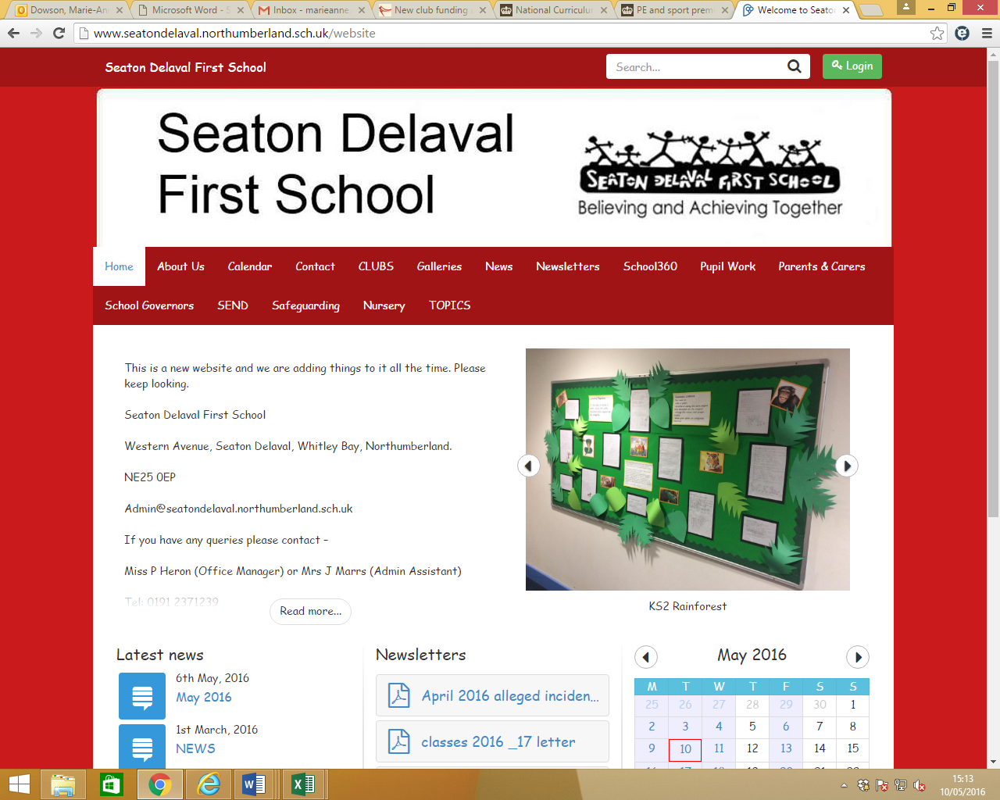 Dowson, Marie-An
Microsoft Word - S
Inbox - marieanne.
New club funding
National Curriculu
PE and sport prem
Welcome to Seato
www.seatondelaval.northumberland.sch.uk/website
Seaton Delaval First School
Search...
Login
Seaton Delaval
First School
SEATON DELAVAL FIRST SCHOOL
Believing and Achieving Together
Home About Us Calendar Contact CLUBS Galleries News Newsletters School360 Pupil Work Parents & Carers
School Governors SEND Safeguarding Nursery TOPICS
This is a new website and we are adding things to it all the time. Please
keep looking.
Seaton Delaval First School
Western Avenue, Seaton Delaval, Whitley Bay, Northumberland.
NE25 0EP
Admin@seatondelaval.northumberland.sch.uk
If you have any queries please contact –
Miss P Heron (Office Manager) or Mrs J Marrs (Admin Assistant)
Tel: 0191 2371239
Read more...
KS2 Rainforest
Latest news
6th May, 2016
May 2016
1st March, 2016
NEWS
Newsletters
April 2016 alleged inciden...
classes 2016 _17 letter
May 2016
M T W T F S S
25 26 27 28 29 30 1
2 3 4 5 6 7 8
9 10 11 12 13 14 15
15:13
10/05/2016